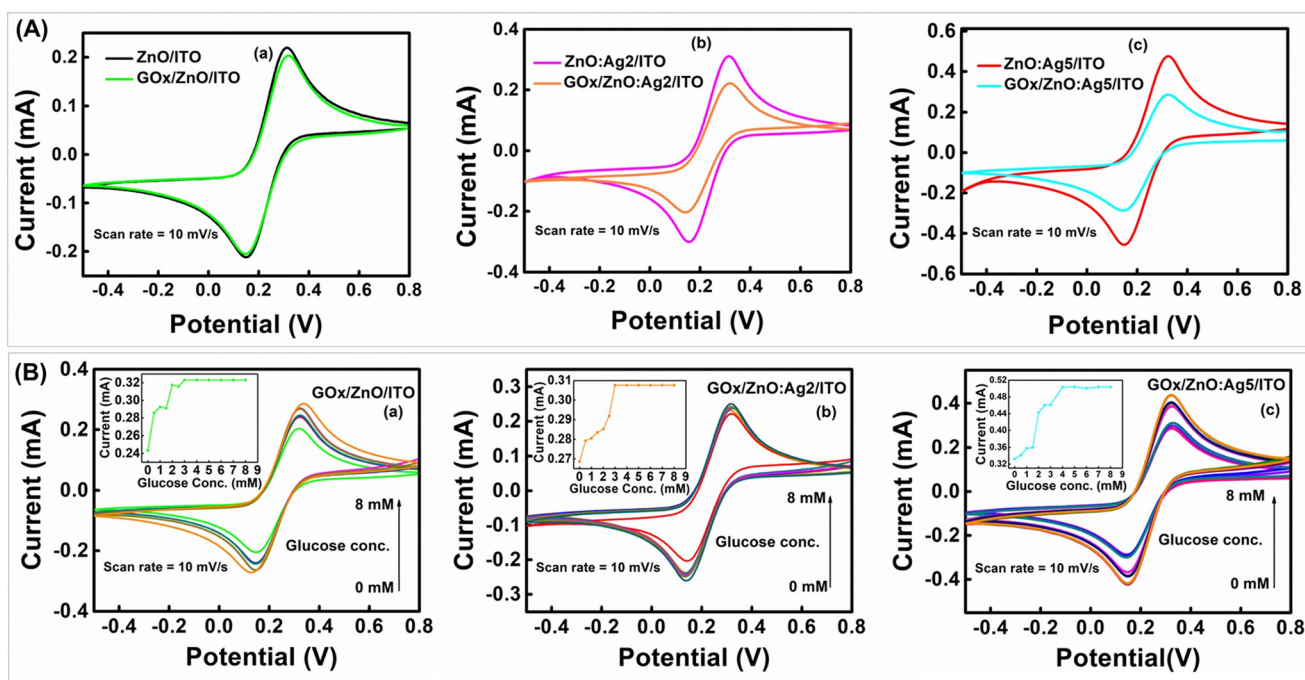 (A)
(a)
ZnO/ITO
GOx/ZnO/ITO
Scan rate = 10 mV/s
Current (mA)
0.2
0.1
0.0
-0.1
-0.2
-0.4 -0.2 0.0 0.2 0.4 0.6 0.8
Potential (V)
(b)
ZnO:Ag2/ITO
GOx/ZnO:Ag2/ITO
Scan rate = 10 mV/s
Current (mA)
0.4
0.2
0.0
-0.2
-0.4
-0.4 -0.2 0.0 0.2 0.4 0.6 0.8
Potential (V)
(c)
ZnO:Ag5/ITO
GOx/ZnO:Ag5/ITO
Scan rate = 10 mV/s
Current (mA)
0.6
0.4
0.2
0.0
-0.2
-0.4
-0.6
-0.4 -0.2 0.0 0.2 0.4 0.6 0.8
Potential (V)
(B)
GOx/ZnO/ITO
(a)
Current (mA)
0.32
0.28
0.24
0 1 2 3 4 5 6 7 8 9
Glucose Conc. (mM)
8 mM
Glucose conc.
0 mM
Scan rate = 10 mV/s
Current (mA)
0.4
0.2
0.0
-0.2
-0.4
-0.4 -0.2 0.0 0.2 0.4 0.6 0.8
Potential (V)
GOx/ZnO:Ag2/ITO
(b)
Current (mA)
0.31
0.30
0.29
0.28
0.27
0 1 2 3 4 5 6 7 8 9
Glucose Conc. (mM)
8 mM
Glucose conc.
0 mM
Scan rate = 10 mV/s
Current (mA)
0.3
0.2
0.1
0.0
-0.1
-0.2
-0.3
-0.4 -0.2 0.0 0.2 0.4 0.6 0.8
Potential (V)
GOx/ZnO:Ag5/ITO
(c)
Current (mA)
0.52
0.48
0.44
0.40
0.36
0.32
0 1 2 3 4 5 6 7 8 9
Glucose Conc. (mM)
8 mM
Glucose conc.
0 mM
Scan rate = 10 mV/s
Current (mA)
0.4
0.2
0.0
-0.2
-0.4
-0.4 -0.2 0.0 0.2 0.4 0.6 0.8
Potential(V)